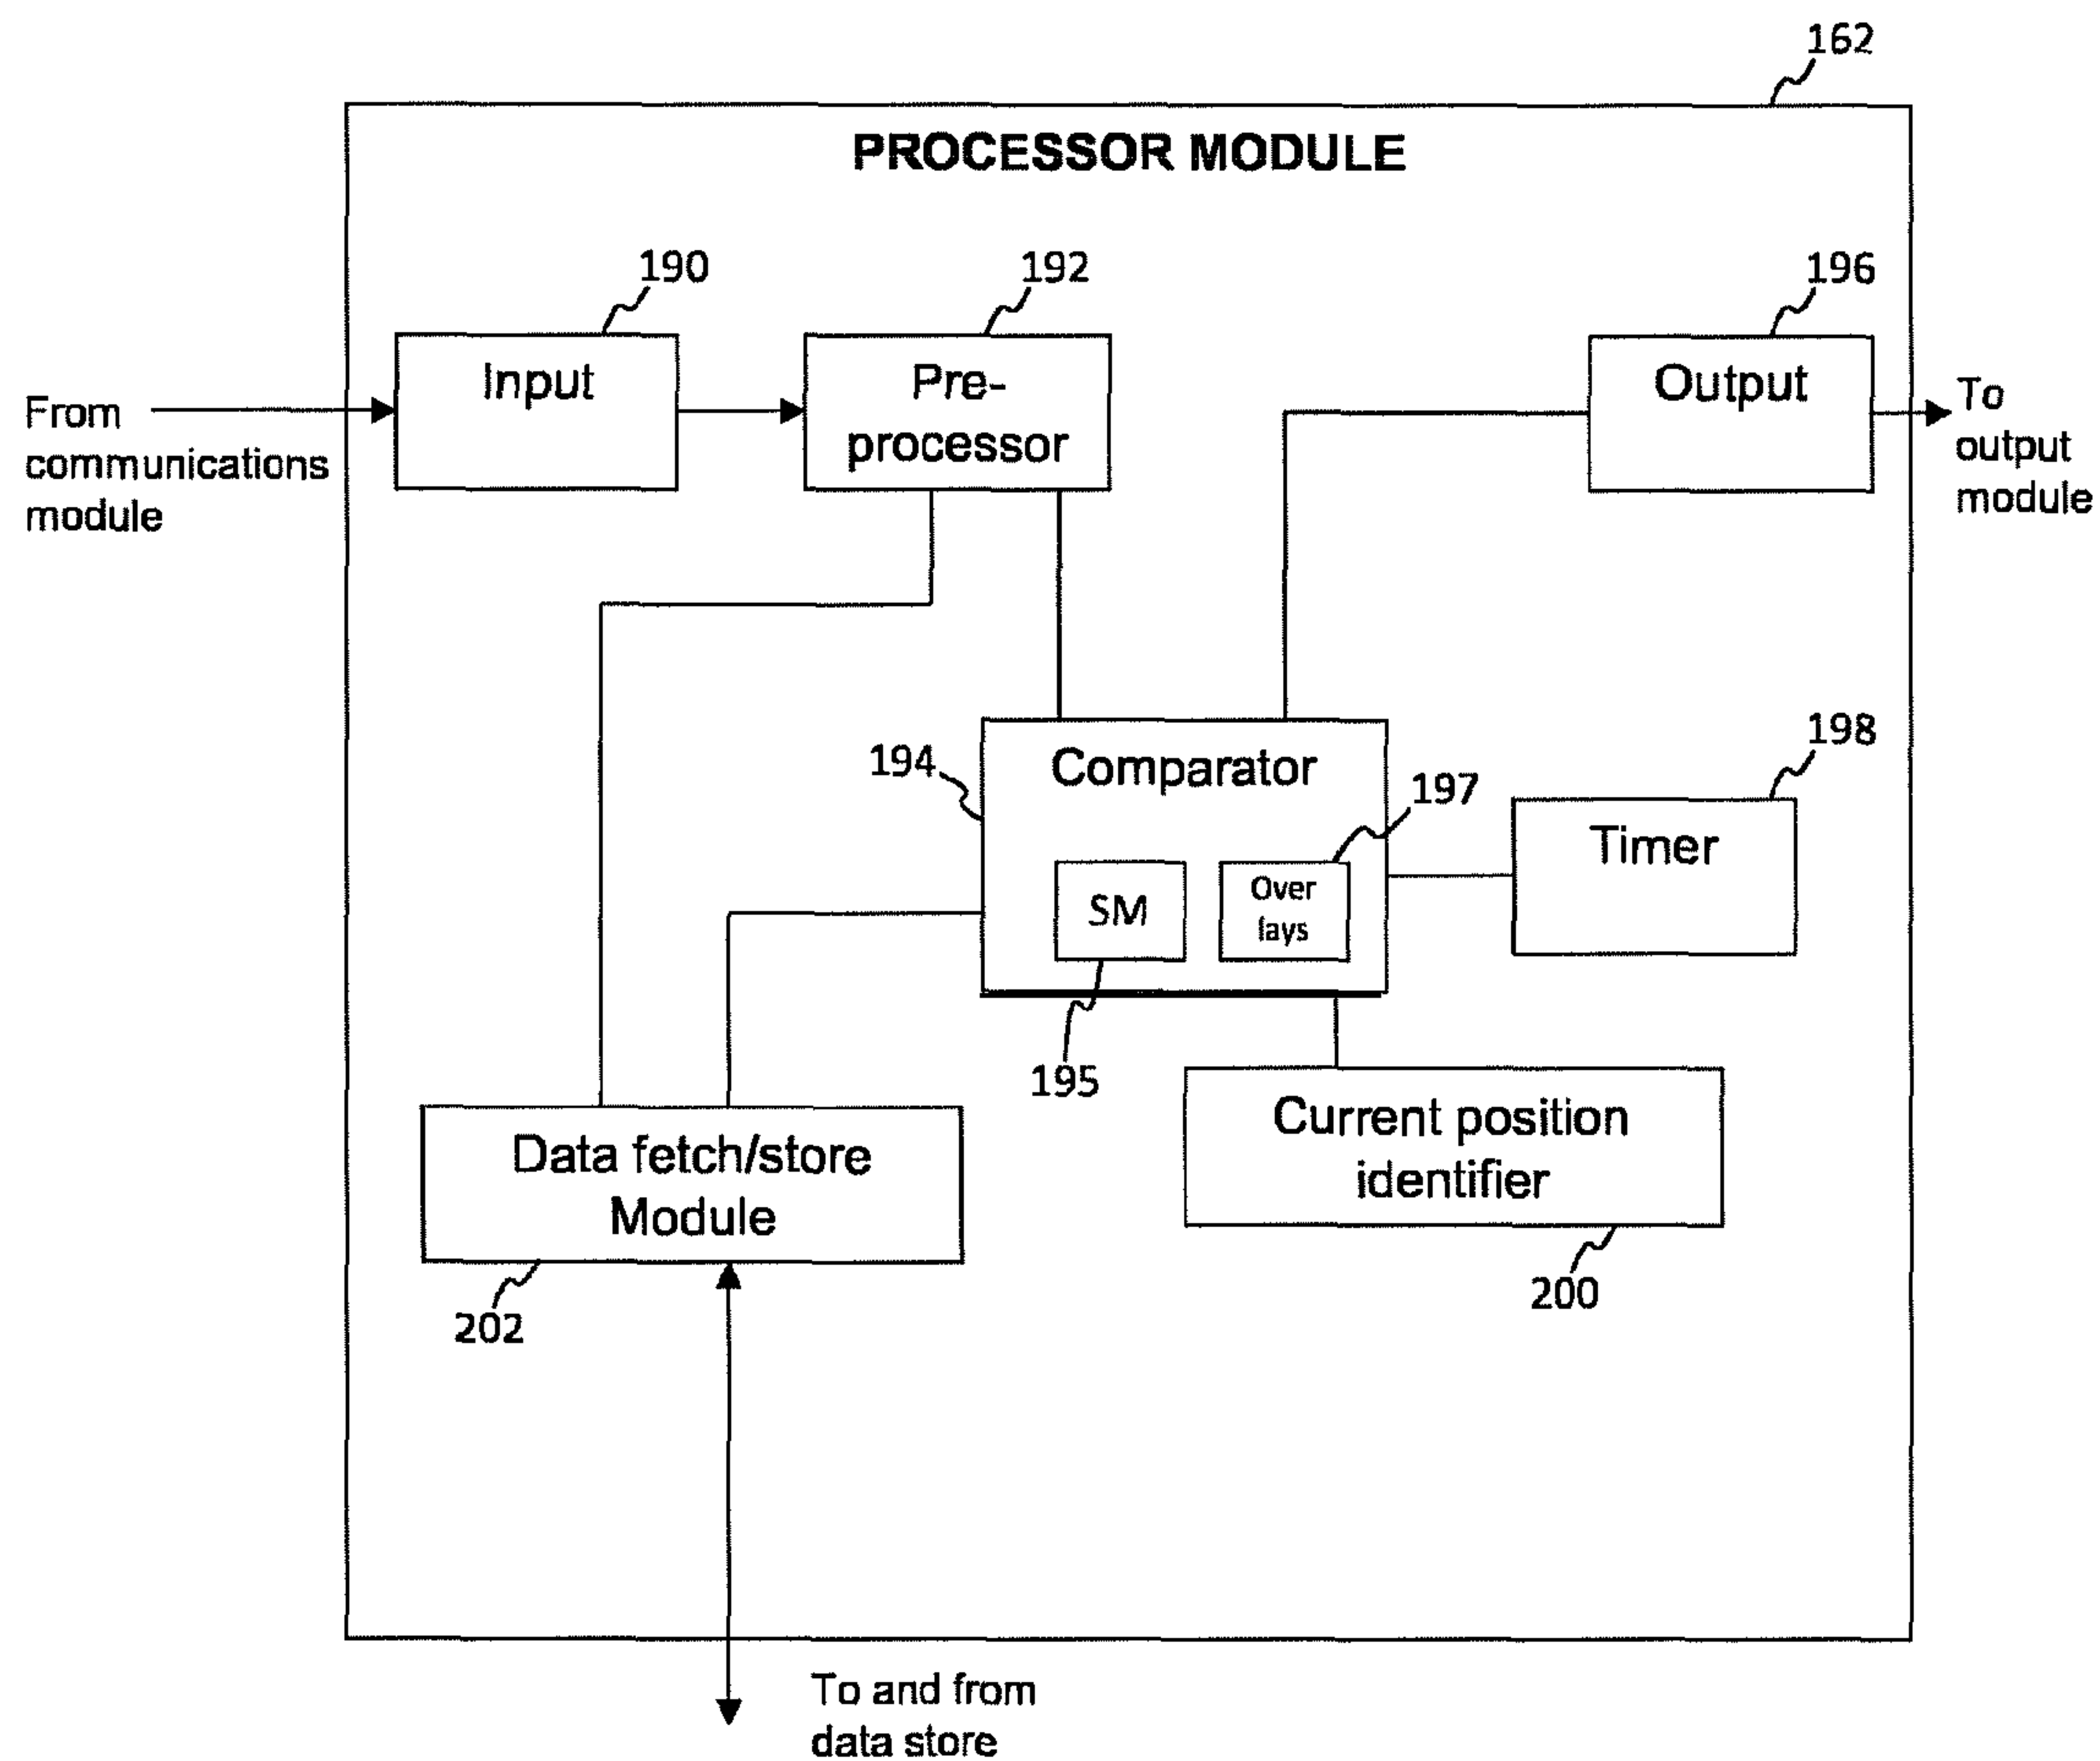 162
PROCESSOR MODULE
190
192
196
Input
Pre-
processor
Output
From
communications
module
To
output
module
194
Comparator
197
198
Timer
SM
Over
lays
195
Data fetch/store
Module
Current position
identifier
202
200
To and from
data store